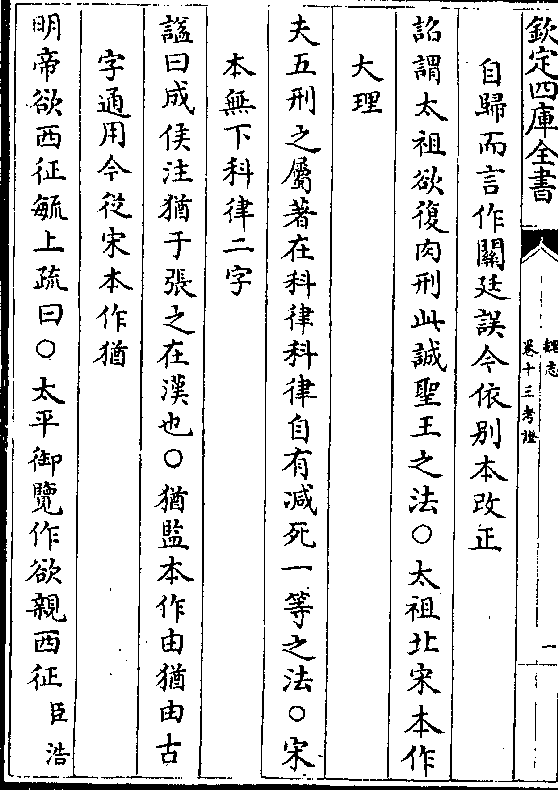 欽定四庫全書
魏志
卷十三考證
一
自歸而言作關廷誤今依别本改正
詔謂太祖欲復肉刑此誠聖王之法○太祖北宋本作
大理
夫五刑之屬著在科律科律自有减死一等之法○宋
本無下科律二字
諡曰成侯注猶于張之在漢也○猶監本作由猶由古
字通用今從宋本作猶
明帝欲西征毓上疏曰○太平御覽作欲親西征臣浩